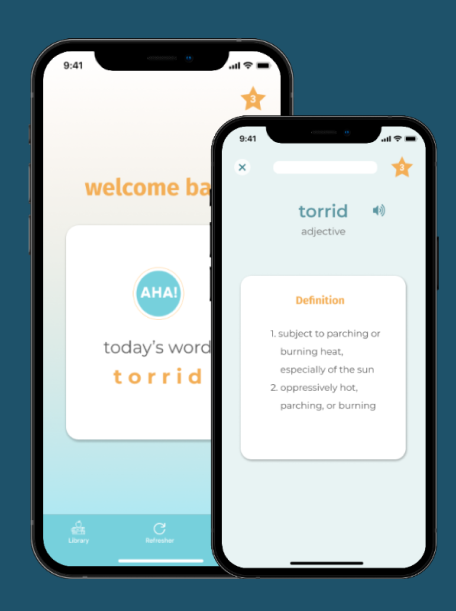 9:41
3
welcome ba
AHA!
today's word
torrid
Library
Refresher
9:41
3
torrid
adjective
Definition
1. subject to parching or
burning heat,
especially of the sun
2. oppressively hot,
parching, or burning